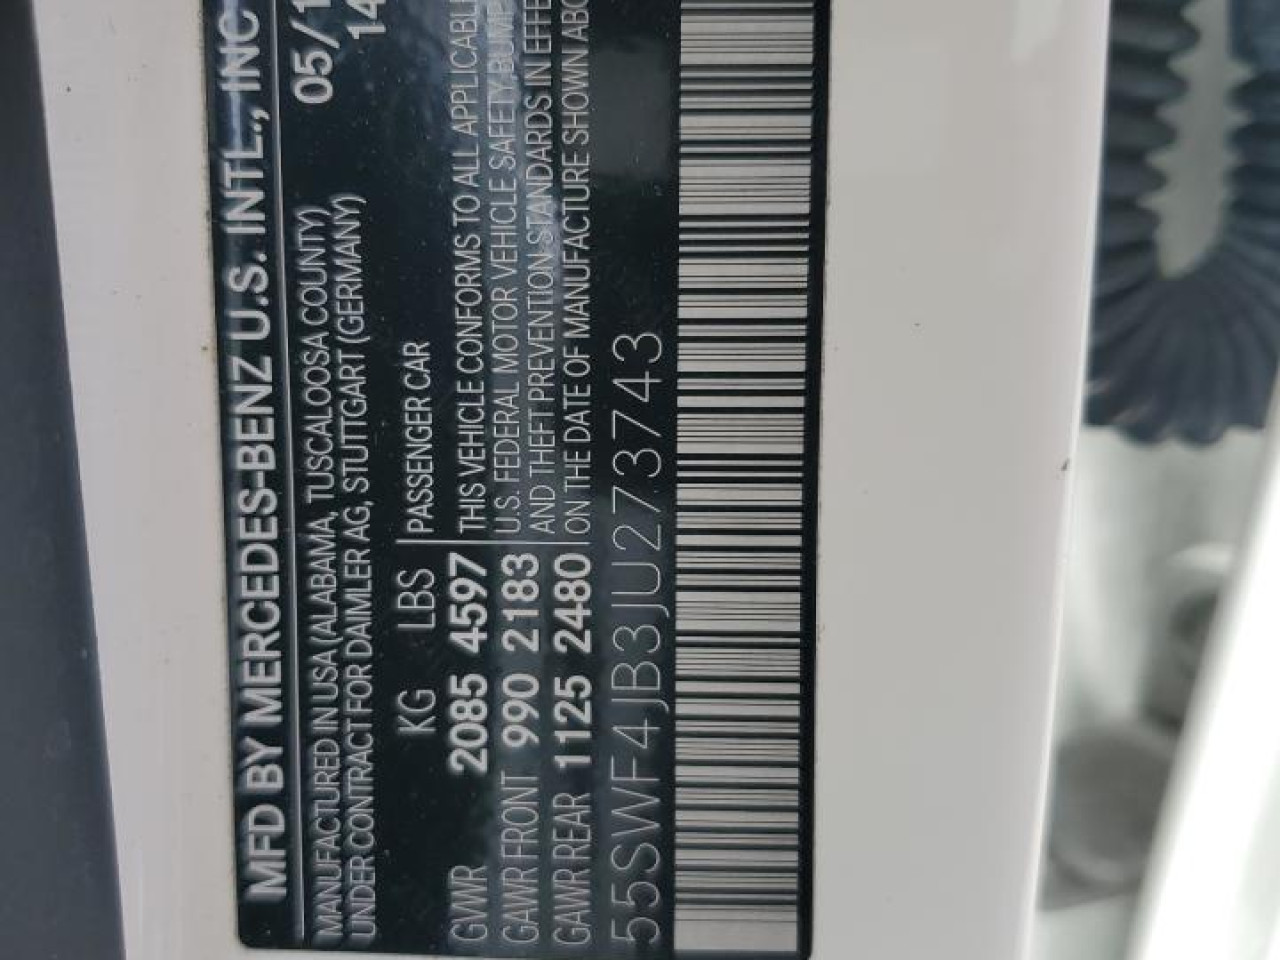 MFD BY MERCEDES-BENZ U.S. INTL., INC
MANUFACTURED IN USA (ALABAMA, TUSCALOOSA COUNTY) 05/1
UNDER CONTRACT FOR DAIMLER AG, STUTTGART (GERMANY) 14
KG LBS PASSENGER CAR
GVWR 2085 4597 THIS VEHICLE CONFORMS TO ALL APPLICABLE
GAWR FRONT 990 2183 U.S. FEDERAL MOTOR VEHICLE SAFETY, BUMP
AND THEFT PREVENTION STANDARDS IN EFFE
GAWR REAR 1125 2480 ON THE DATE OF MANUFACTURE SHOWN ABO
55SWF4JB3JU273743